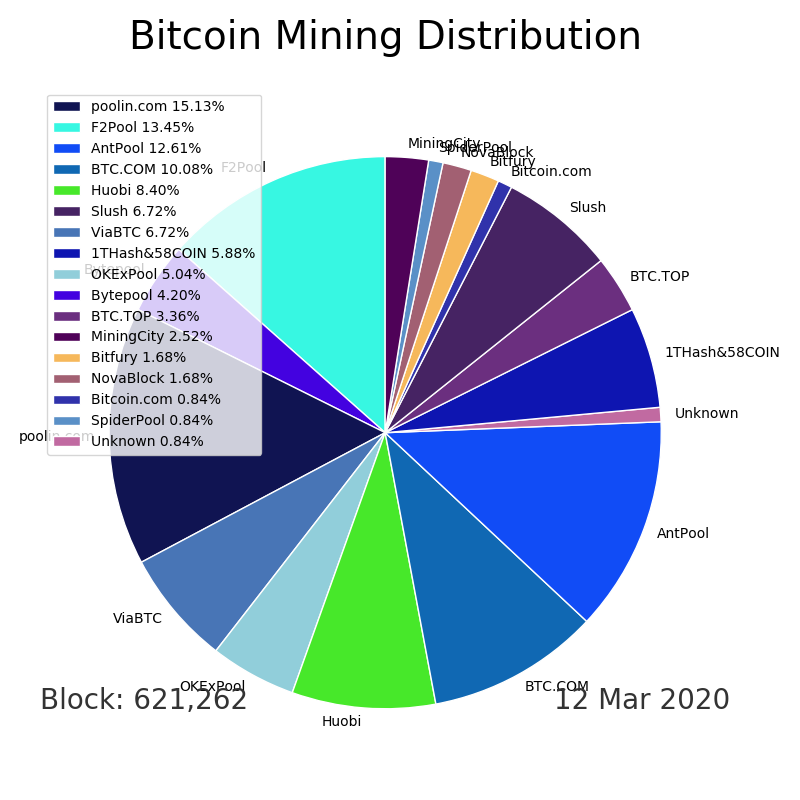 Bitcoin Mining Distribution
poolin.com 15.13%
F2Pool 13.45%
AntPool 12.61%
BTC.COM 10.08%
Huobi 8.40%
Slush 6.72%
ViaBTC 6.72%
1THash&58COIN 5.88%
OKExPool 5.04%
Bytepool 4.20%
BTC.TOP 3.36%
MiningCity 2.52%
Bitfury 1.68%
NovaBlock 1.68%
Bitcoin.com 0.84%
SpiderPool 0.84%
Unknown 0.84%
MiningCity
SpiderPool
NovaBlock
Bitfury
Bitcoin.com
Slush
BTC.TOP
1THash&58COIN
Unknown
AntPool
BTC.COM
Huobi
OKExPool
ViaBTC
poolin.com
Bytepool
F2Pool
Block: 621,262
12 Mar 2020